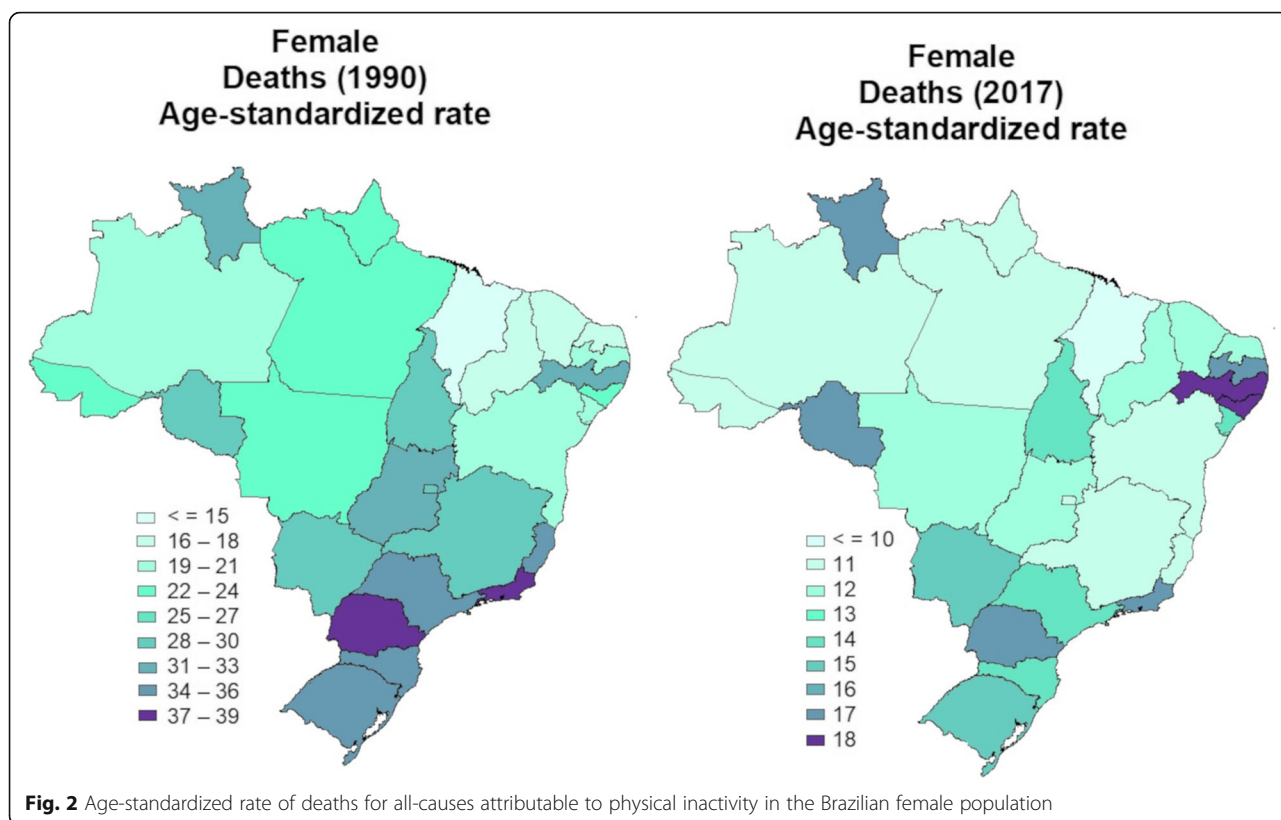 Female
Deaths (1990)
Age-standardized rate
< = 15
16 – 18
19 – 21
22 – 24
25 – 27
28 – 30
31 – 33
34 – 36
37 – 39
Female
Deaths (2017)
Age-standardized rate
< = 10
11
12
13
14
15
16
17
18
Fig. 2 Age-standardized rate of deaths for all-causes attributable to physical inactivity in the Brazilian female population